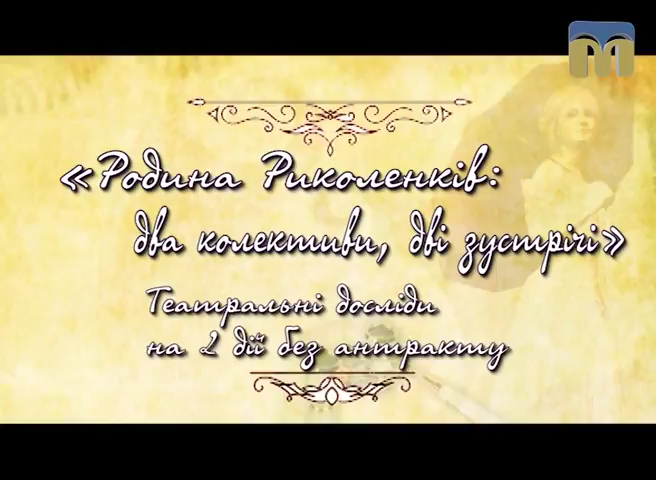 «Родина Риколенків:
два колективи, дві зустрічі»
Театральні досліди
на 2 дії без антракту